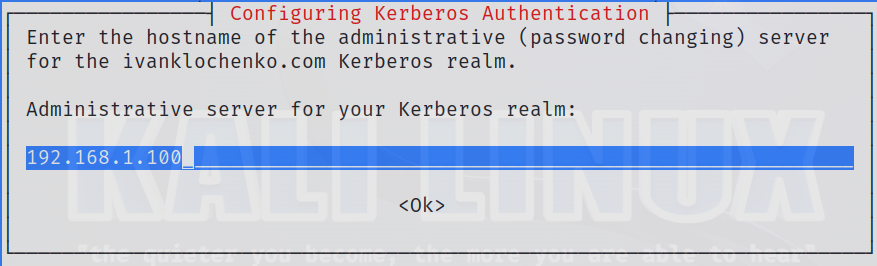 Configuring Kerberos Authentication
Enter the hostname of the administrative (password changing) server
for the ivanklochenko.com Kerberos realm.
Administrative server for your Kerberos realm:
192.168.1.100_
<Ok>
KALI LINUX
"the quieter you become, the more you are able to hear"